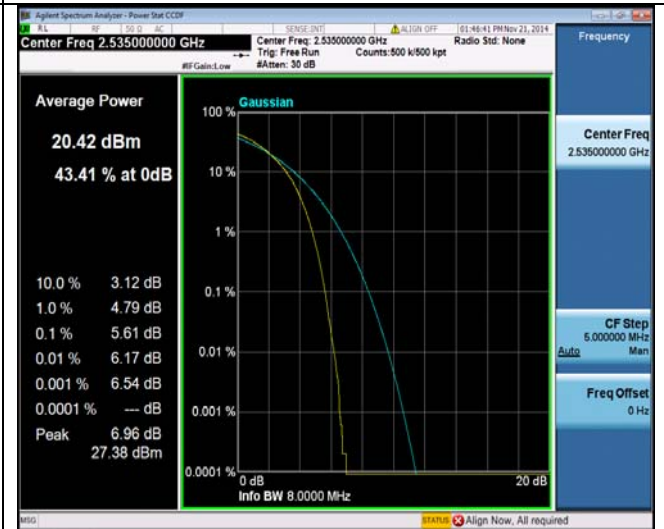 Agilent Spectrum Analyzer - Power Stat CCDF
RL RF 50 Ω AC SENSE:INT ALIGN OFF 01:46:41 PM Nov 21, 2014
Center Freq 2.535000000 GHz
Center Freq: 2.535000000 GHz Radio Std: None
Trig: Free Run Counts:500 k/500 kpt
#IFGain:Low #Atten: 30 dB
Frequency
Average Power
20.42 dBm
43.41 % at 0dB
10.0 % 3.12 dB
1.0 % 4.79 dB
0.1 % 5.61 dB
0.01 % 6.17 dB
0.001 % 6.54 dB
0.0001 % --- dB
Peak 6.96 dB
27.38 dBm
Gaussian
100 %
10 %
1 %
0.1 %
0.01 %
0.001 %
0.0001 %
0 dB 20 dB
Info BW 8.0000 MHz
Center Freq
2.535000000 GHz
CF Step
5.000000 MHz
Auto Man
Freq Offset
0 Hz
MSG STATUS Align Now, All required